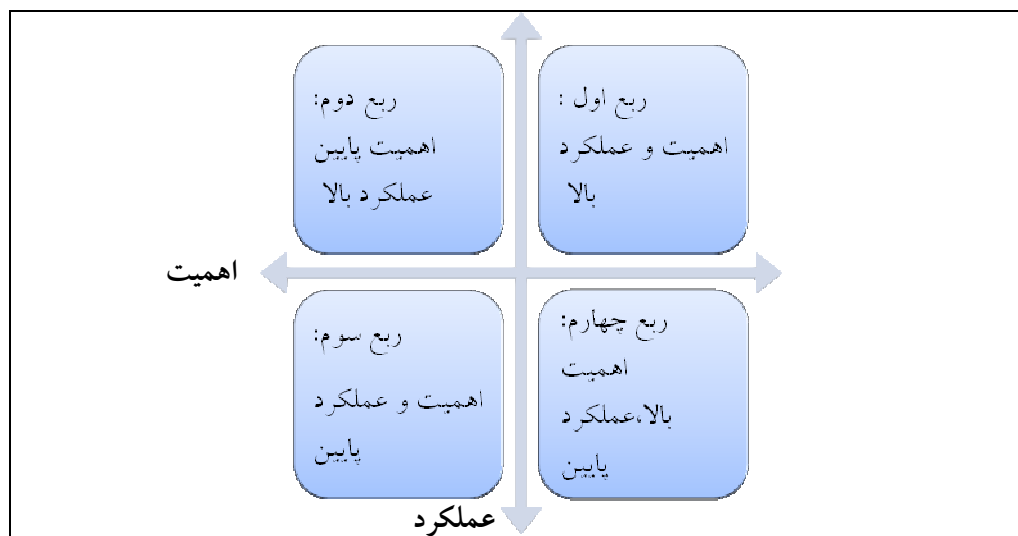 ربع اول :
اهمیت و عملکرد
بالا
ربع دوم:
اهمیت پایین
عملکرد بالا
اهمیت
ربع سوم:
اهمیت و عملکرد
پایین
ربع چهارم:
اهمیت
بالا،عملکرد
پایین
عملکرد